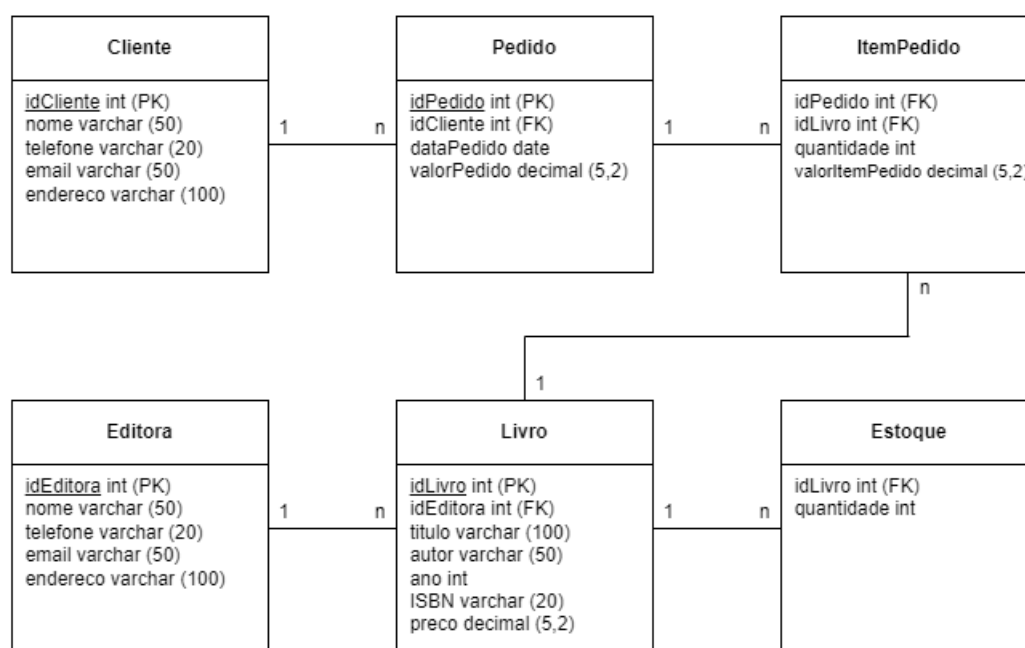 Cliente
idCliente int (PK)
nome varchar (50)
telefone varchar (20)
email varchar (50)
endereco varchar (100)
1
n
Pedido
idPedido int (PK)
idCliente int (FK)
dataPedido date
valorPedido decimal (5,2)
1
n
ItemPedido
idPedido int (FK)
idLivro int (FK)
quantidade int
valorItemPedido decimal (5,2)
n
1
Editora
idEditora int (PK)
nome varchar (50)
telefone varchar (20)
email varchar (50)
endereco varchar (100)
1
n
Livro
idLivro int (PK)
idEditora int (FK)
titulo varchar (100)
autor varchar (50)
ano int
ISBN varchar (20)
preco decimal (5,2)
1
n
Estoque
idLivro int (FK)
quantidade int